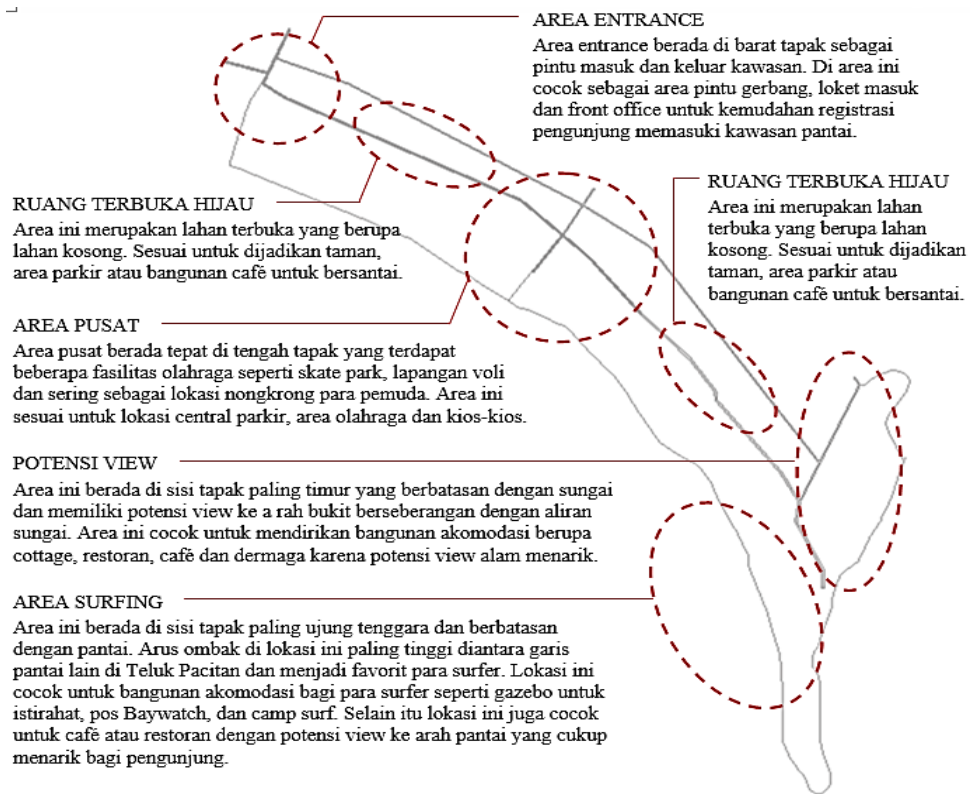 AREA ENTRANCE
Area entrance berada di barat tapak sebagai
pintu masuk dan keluar kawasan. Di area ini
cocok sebagai area pintu gerbang, loket masuk
dan front office untuk kemudahan registrasi
pengunjung memasuki kawasan pantai.
RUANG TERBUKA HIJAU
Area ini merupakan lahan terbuka yang berupa
lahan kosong. Sesuai untuk dijadikan taman,
area parkir atau bangunan café untuk bersantai.
RUANG TERBUKA HIJAU
Area ini merupakan lahan
terbuka yang berupa lahan
kosong. Sesuai untuk dijadikan
taman, area parkir atau
bangunan café untuk bersantai.
AREA PUSAT
Area pusat berada tepat di tengah tapak yang terdapat
beberapa fasilitas olahraga seperti skate park, lapangan voli
dan sering sebagai lokasi nongkrong para pemuda. Area ini
sesuai untuk lokasi central parkir, area olahraga dan kios-kios.
POTENSI VIEW
Area ini berada di sisi tapak paling timur yang berbatasan dengan sungai
dan memiliki potensi view ke a rah bukit berseberangan dengan aliran
sungai. Area ini cocok untuk mendirikan bangunan akomodasi berupa
cottage, restoran, café dan dermaga karena potensi view alam menarik.
AREA SURFING
Area ini berada di sisi tapak paling ujung tenggara dan berbatasan
dengan pantai. Arus ombak di lokasi ini paling tinggi diantara garis
pantai lain di Teluk Pacitan dan menjadi favorit para surfer. Lokasi ini
cocok untuk bangunan akomodasi bagi para surfer seperti gazebo untuk
istirahat, pos Baywatch, dan camp surf. Selain itu lokasi ini juga cocok
untuk café atau restoran dengan potensi view ke arah pantai yang cukup
menarik bagi pengunjung.